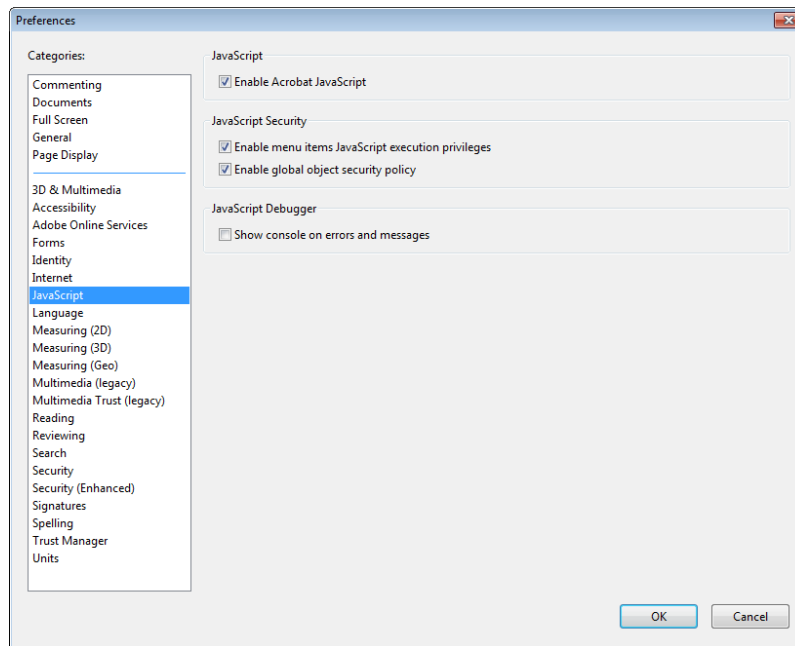 Preferences
Categories:
Commenting
Documents
Full Screen
General
Page Display
3D & Multimedia
Accessibility
Adobe Online Services
Forms
Identity
Internet
JavaScript
Language
Measuring (2D)
Measuring (3D)
Measuring (Geo)
Multimedia (legacy)
Multimedia Trust (legacy)
Reading
Reviewing
Search
Security
Security (Enhanced)
Signatures
Spelling
Trust Manager
Units
JavaScript
Enable Acrobat JavaScript
JavaScript Security
Enable menu items JavaScript execution privileges
Enable global object security policy
JavaScript Debugger
Show console on errors and messages
OK
Cancel